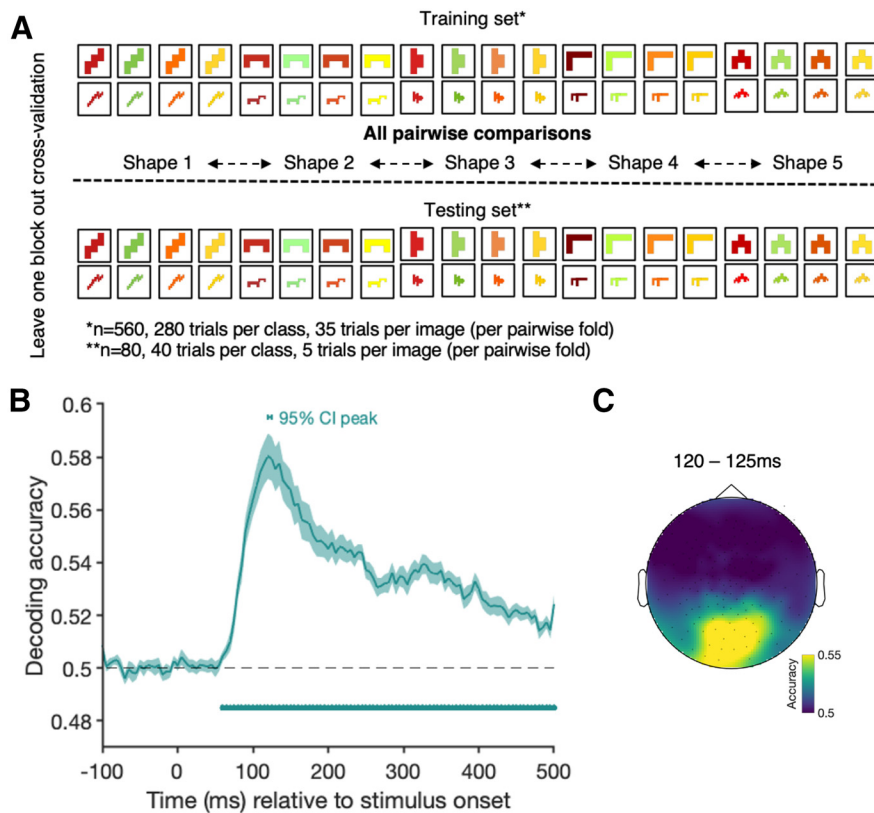 A
Training set*
Leave one block out cross-validation
All pairwise comparisons
Shape 1
Shape 2
Shape 3
Shape 4
Shape 5
Testing set**
*n=560, 280 trials per class, 35 trials per image (per pairwise fold)
**n=80, 40 trials per class, 5 trials per image (per pairwise fold)
B
0.6
0.58
0.56
0.54
0.52
0.5
0.48
Decoding accuracy
95% CI peak
-100
0
100
200
300
400
500
Time (ms) relative to stimulus onset
C
120 – 125ms
Accuracy
0.55
0.5